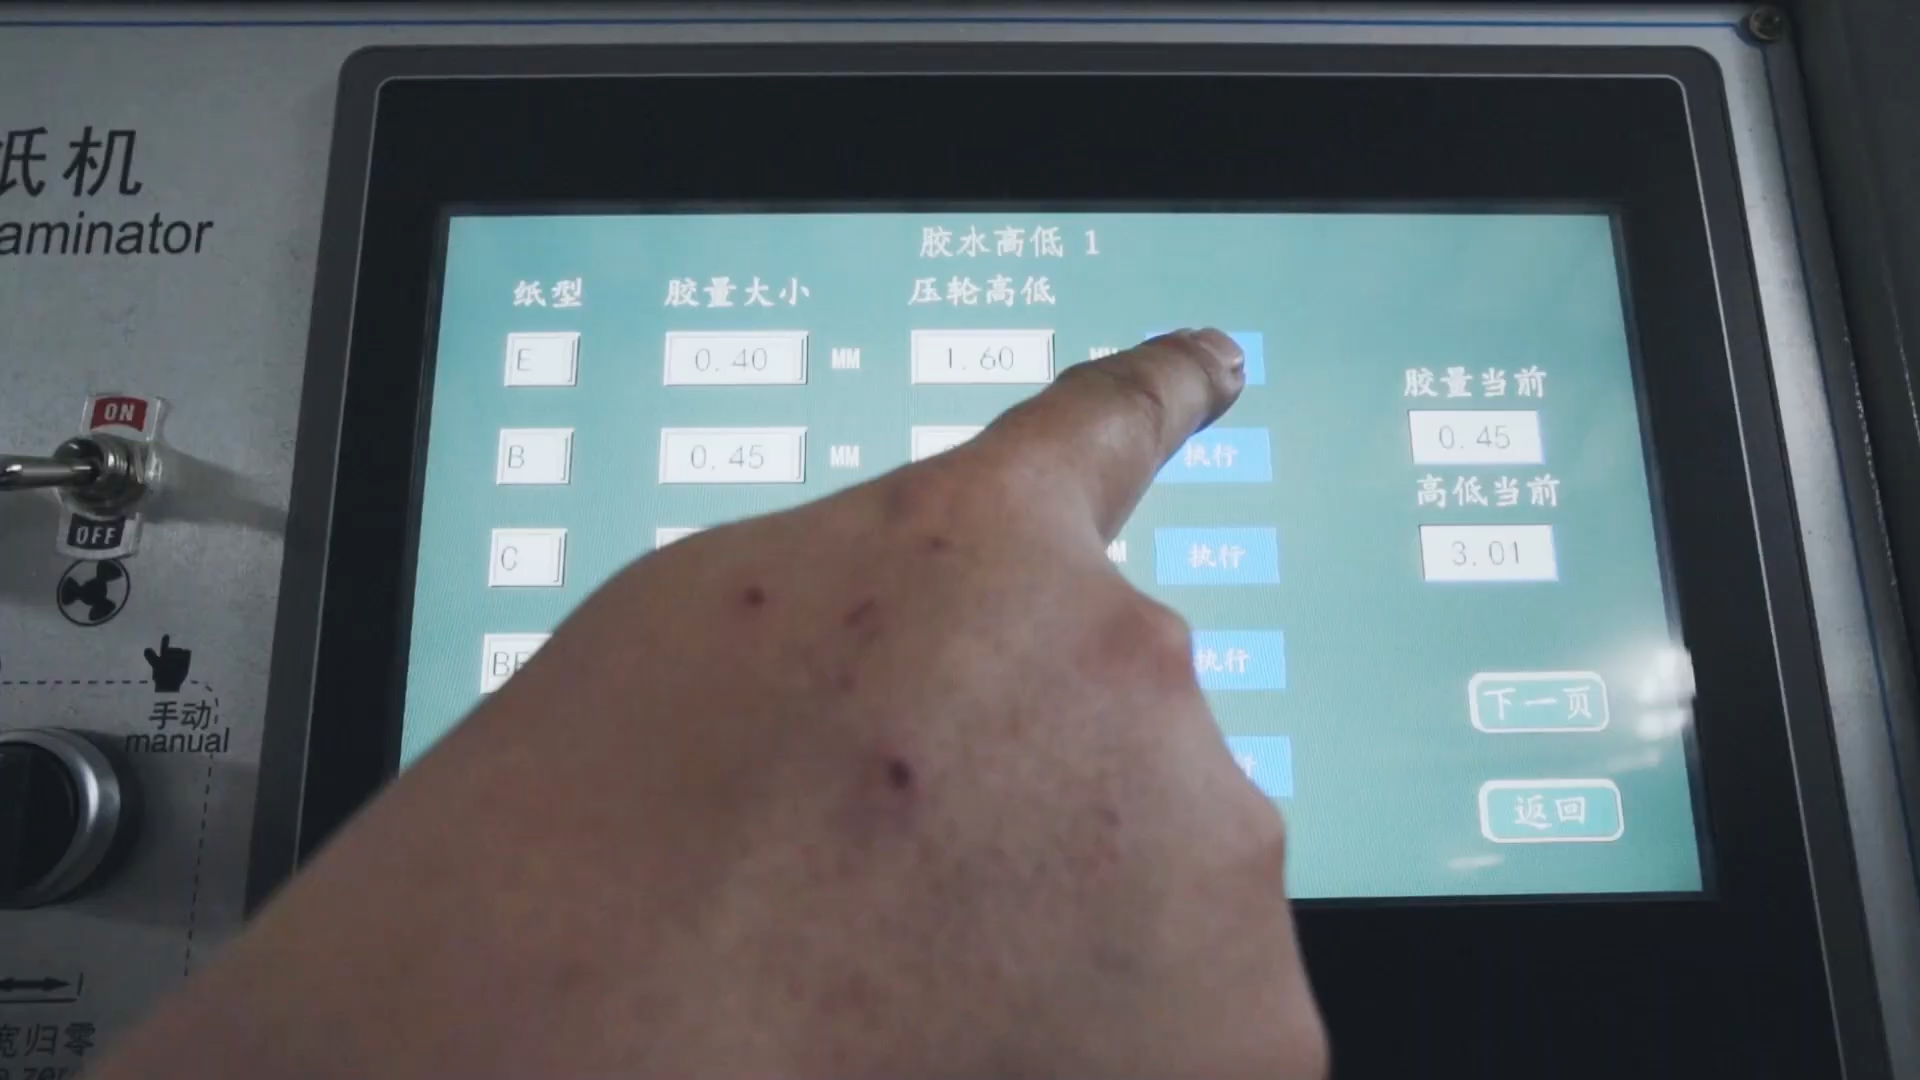 纸机
aminator
ON
OFF
手动
manual
宽归零
胶水高低 1
纸型 胶量大小 压轮高低
E 0.40 MM 1.60 MM
B 0.45 MM 执行
C 执行
BE 执行
胶量当前
0.45
高低当前
3.01
下一页
返回